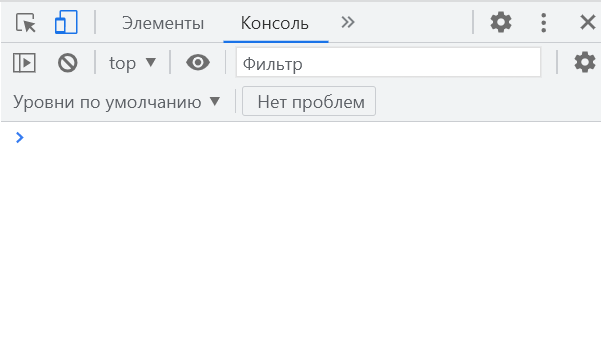 Элементы Консоль
top Фильтр
Уровни по умолчанию Нет проблем